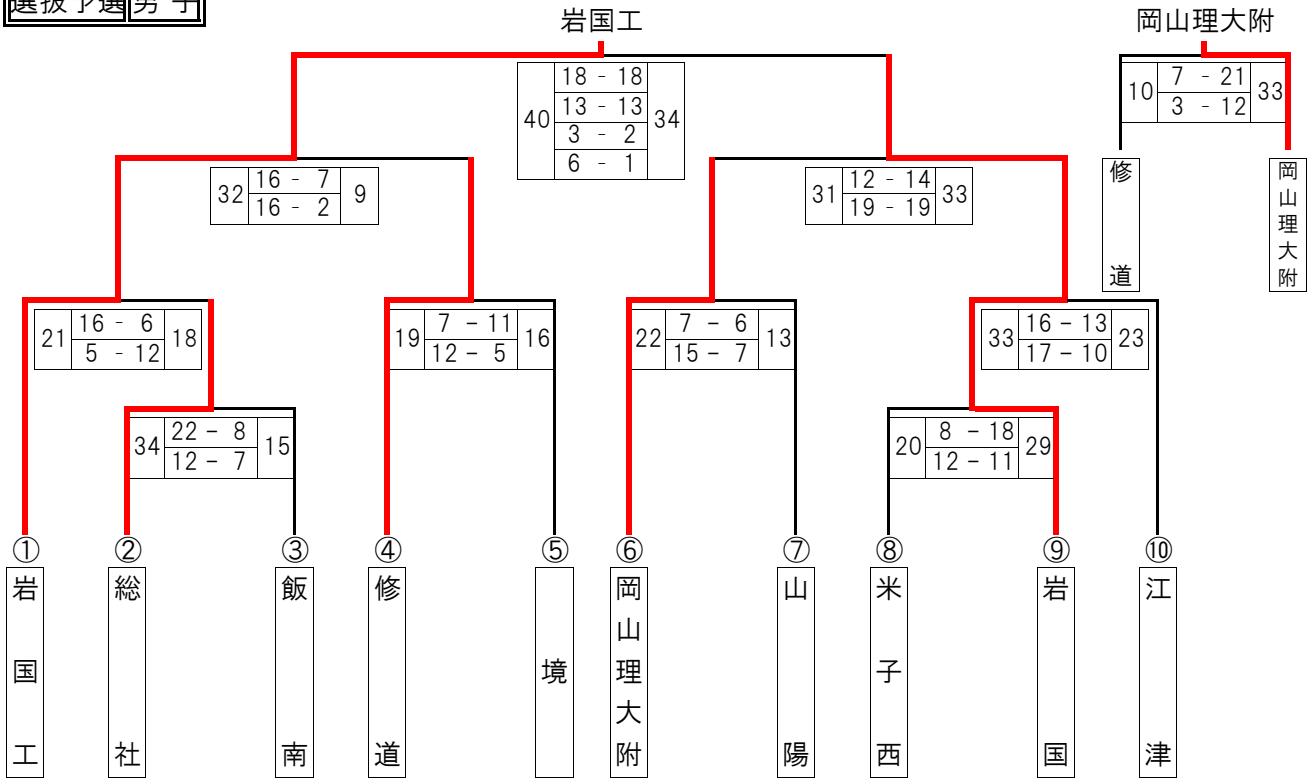 選抜予選 男子
岩国工
岡山理大附
40 18 - 18 34
13 - 13
3 - 2
6 - 1
10 7 - 21 33
3 - 12
修道
岡山理大附
32 16 - 7 9
16 - 2
31 12 - 14 33
19 - 19
21 16 - 6 18
5 - 12
19 7 - 11 16
12 - 5
22 7 - 6 13
15 - 7
33 16 - 13 23
17 - 10
34 22 - 8 15
12 - 7
20 8 - 18 29
12 - 11
① ② ③ ④ ⑤ ⑥ ⑦ ⑧ ⑨ ⑩
岩国工
総社
飯南
修道
境
岡山理大附
山陽
米子西
岩国
江津